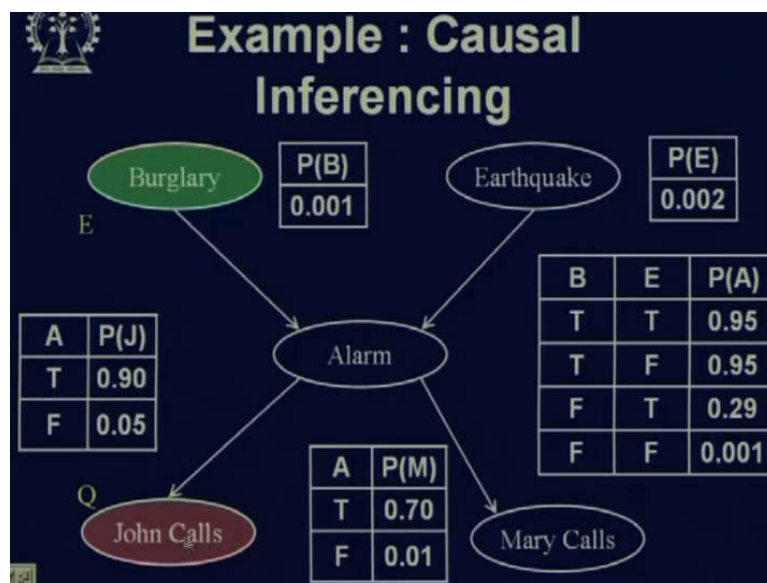 Example : Causal
Inferencing
Burglary
P(B)
0.001
Earthquake
P(E)
0.002
E
B E P(A)
T T 0.95
T F 0.95
F T 0.29
F F 0.001
A P(J)
T 0.90
F 0.05
Alarm
Q
John Calls
A P(M)
T 0.70
F 0.01
Mary Calls